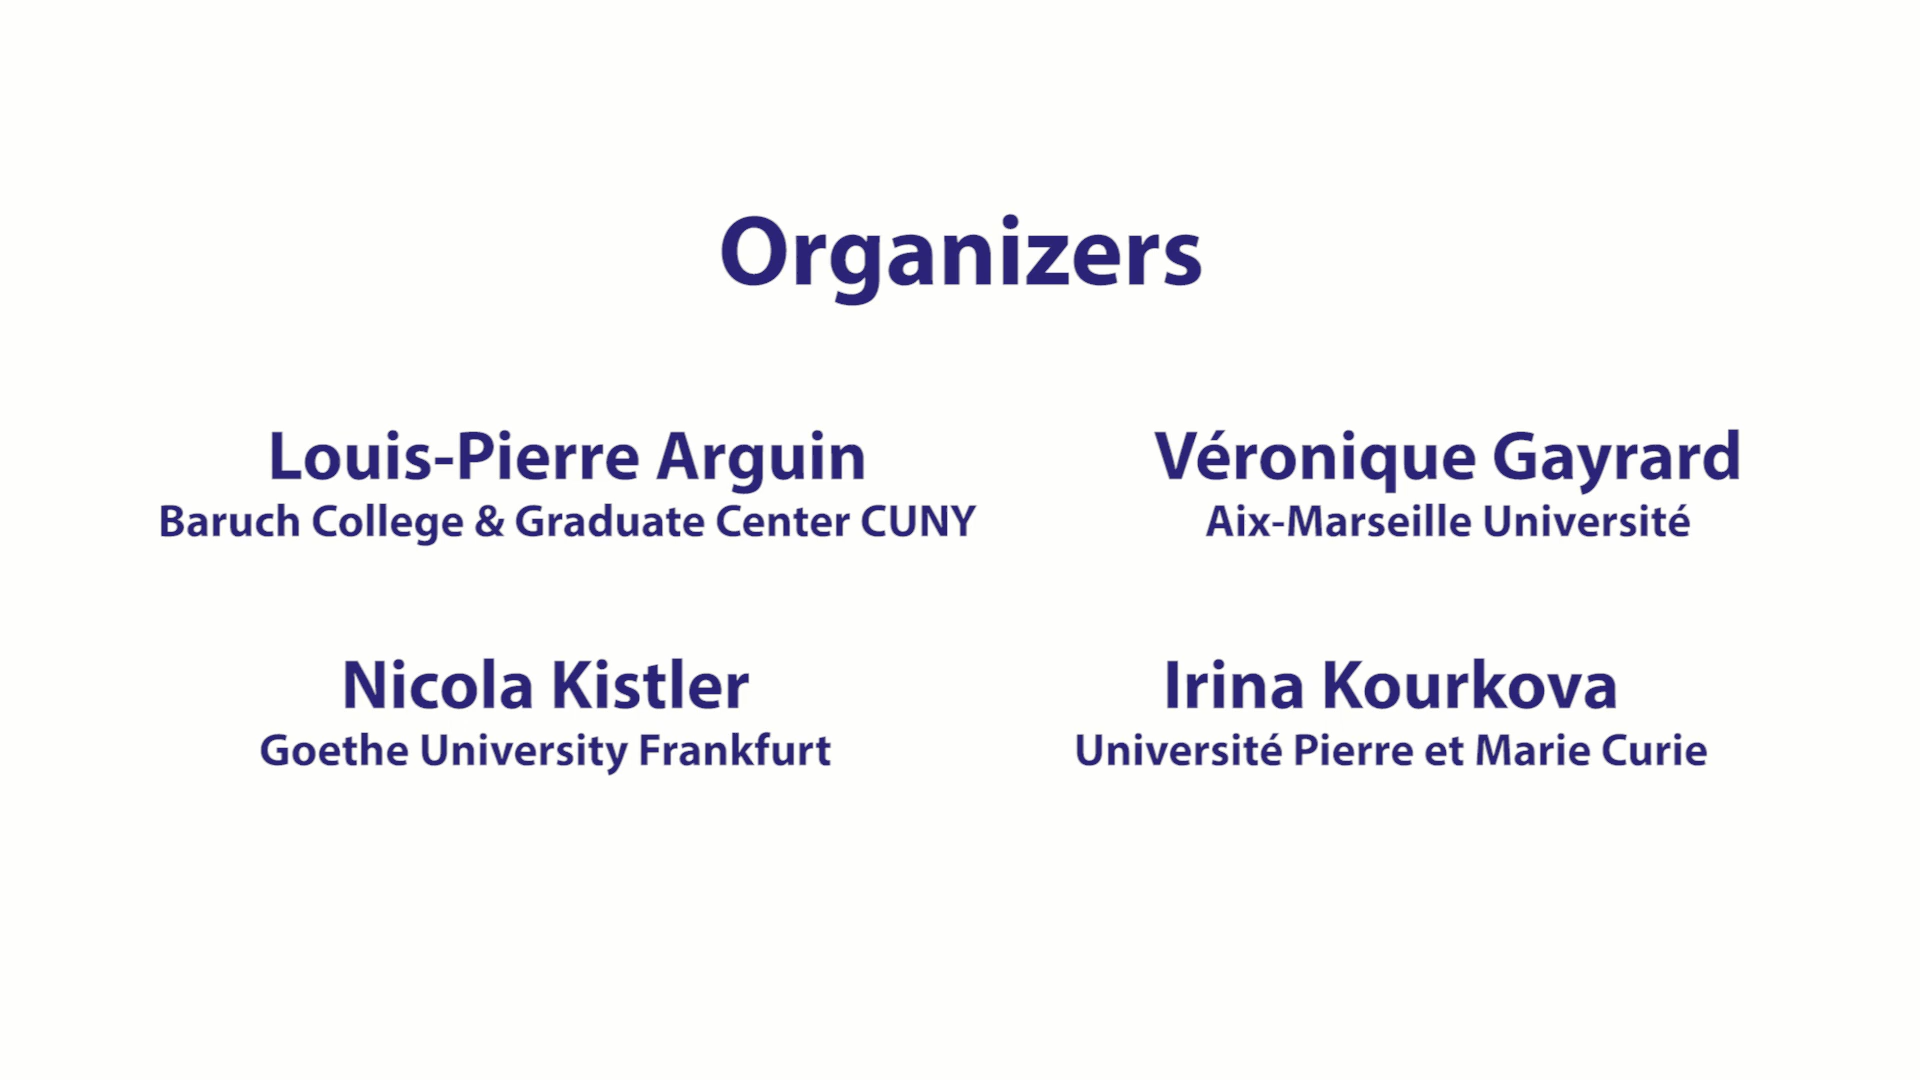 Organizers
Louis-Pierre Arguin
Baruch College & Graduate Center CUNY
Véronique Gayrard
Aix-Marseille Université
Nicola Kistler
Goethe University Frankfurt
Irina Kourkova
Université Pierre et Marie Curie